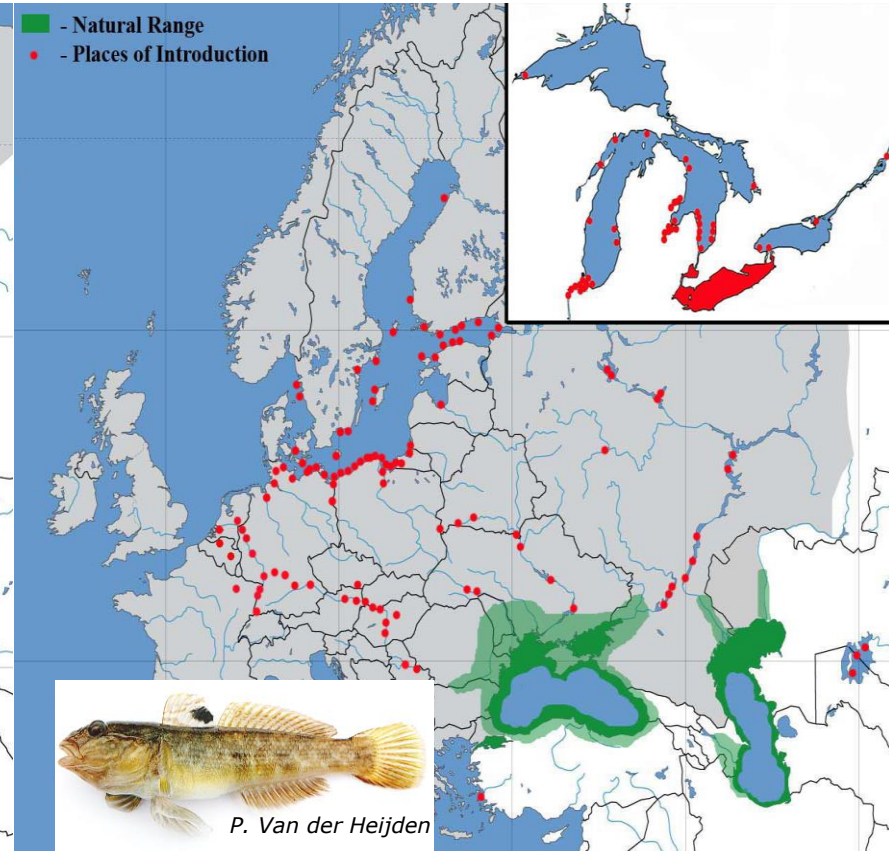 - Natural Range
- Places of Introduction
P. Van der Heijden